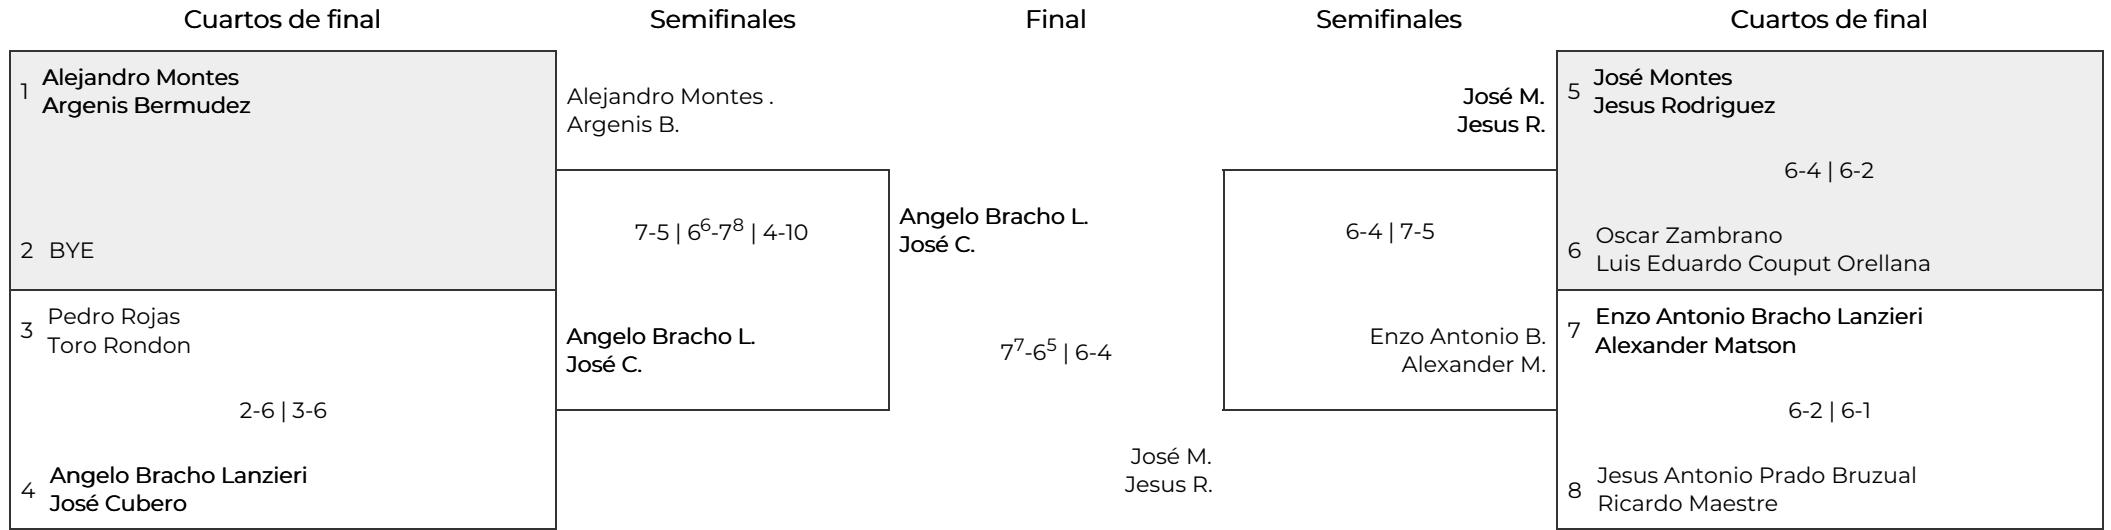 Cuartos de final
Semifinales
Final
Semifinales
Cuartos de final
1
Alejandro Montes
Argenis Bermudez
2 BYE
3
Pedro Rojas
Toro Rondon
2-6 | 3-6
4
Angelo Bracho Lanzieri
José Cubero
Alejandro Montes .
Argenis B.
7-5 | 6⁶-7⁸ | 4-10
Angelo Bracho L.
José C.
Angelo Bracho L.
José C.
7⁷-6⁵ | 6-4
José M.
Jesus R.
José M.
Jesus R.
6-4 | 7-5
Enzo Antonio B.
Alexander M.
5
José Montes
Jesus Rodriguez
6-4 | 6-2
6
Oscar Zambrano
Luis Eduardo Couput Orellana
7
Enzo Antonio Bracho Lanzieri
Alexander Matson
6-2 | 6-1
8
Jesus Antonio Prado Bruzual
Ricardo Maestre